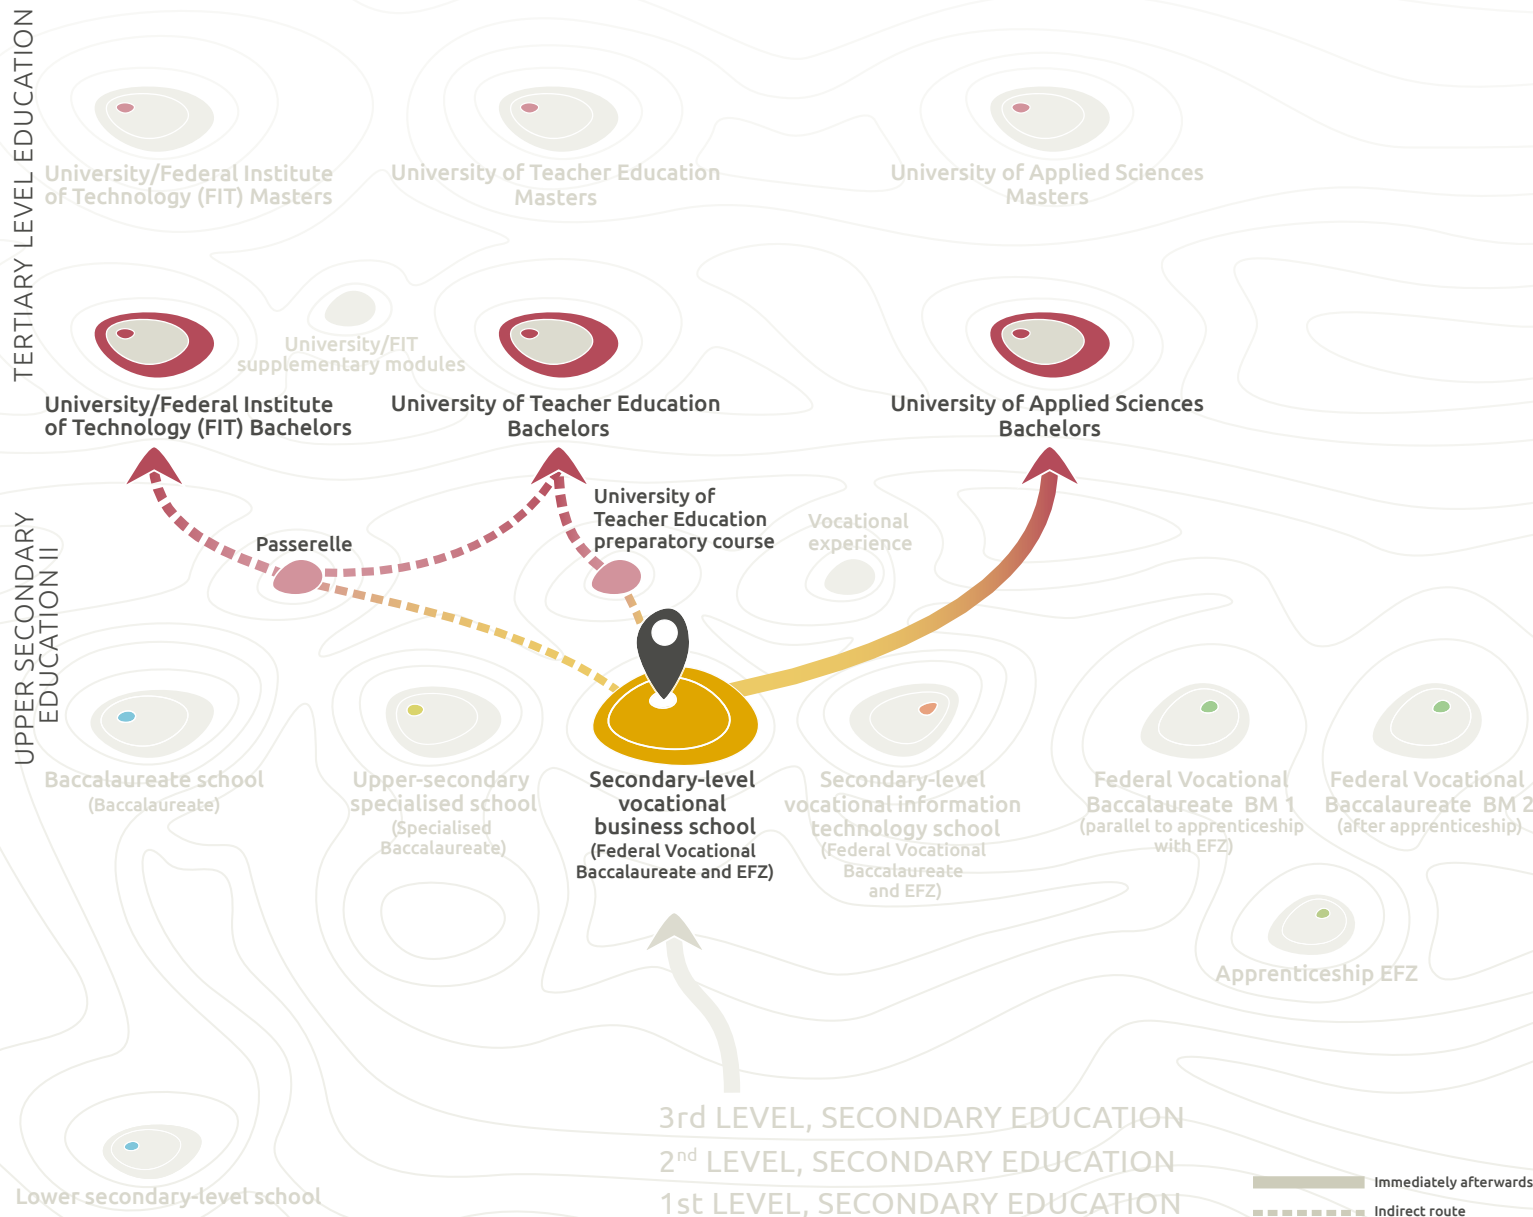 TERTIARY LEVEL EDUCATION
University/Federal Institute
of Technology (FIT) Masters
University of Teacher Education
Masters
University of Applied Sciences
Masters
University/FIT
supplementary modules
University/Federal Institute
of Technology (FIT) Bachelors
University of Teacher Education
Bachelors
University of Applied Sciences
Bachelors
UPPER SECONDARY
EDUCATION II
Passerelle
University of
Teacher Education
preparatory course
Vocational
experience
Baccalaureate school
(Baccalaureate)
Upper-secondary
specialised school
(Specialised
Baccalaureate)
Secondary-level
vocational
business school
(Federal Vocational
Baccalaureate and EFZ)
Secondary-level
vocational information
technology school
(Federal Vocational
Baccalaureate
and EFZ)
Federal Vocational
Baccalaureate BM 1
(parallel to apprenticeship
with EFZ)
Federal Vocational
Baccalaureate BM 2
(after apprenticeship)
Apprenticeship EFZ
Lower secondary-level school
3rd LEVEL, SECONDARY EDUCATION
2nd LEVEL, SECONDARY EDUCATION
1st LEVEL, SECONDARY EDUCATION
Immediately afterwards
Indirect route